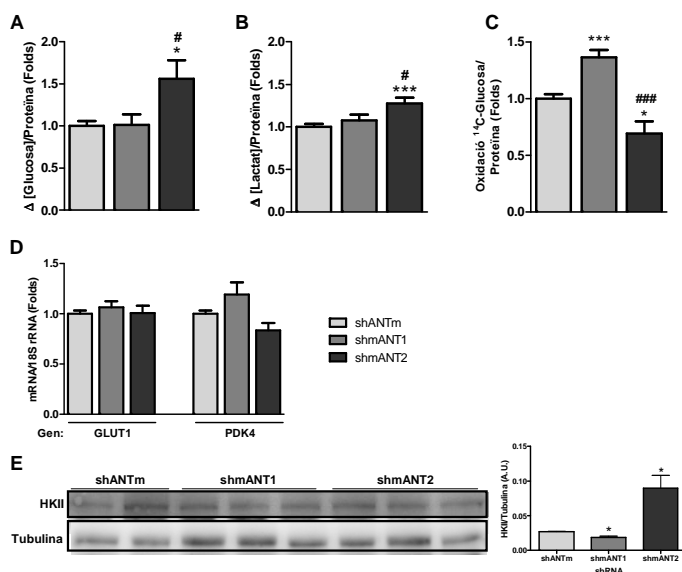 A
Δ [Glucosa]/Proteïna (Folds)
2.0
1.5
1.0
0.5
0.0
#
*
B
Δ [Lactat]/Proteïna (Folds)
2.0
1.5
1.0
0.5
0.0
#
***
C
Oxidació ¹⁴C-Glucosa/
Proteïna (Folds)
1.5
1.0
0.5
0.0
***
###
*
D
mRNA/18S rRNA (Folds)
1.5
1.0
0.5
0.0
Gen: GLUT1 PDK4
shANTm
shmANT1
shmANT2
E
shANTm shmANT1 shmANT2
HKII
Tubulina
HKII/Tubulina (A.U.)
0.15
0.10
0.05
0.0
*
*
shANTm shmANT1 shmANT2
shRNA